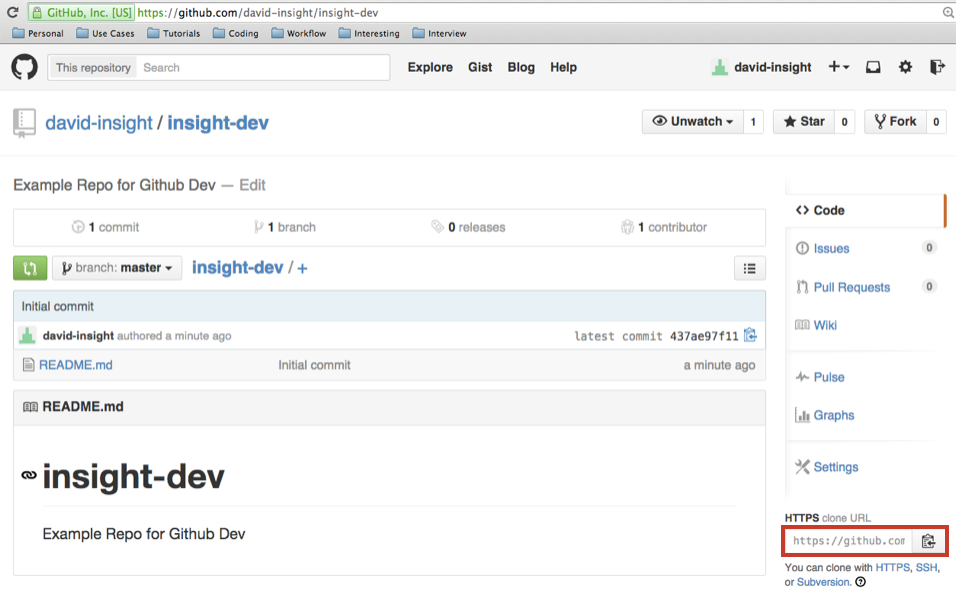 GitHub, Inc. [US] https://github.com/david-insight/insight-dev
Personal Use Cases Tutorials Coding Workflow Interesting Interview
This repository Search Explore Gist Blog Help david-insight
david-insight / insight-dev Unwatch 1 Star 0 Fork 0
Example Repo for Github Dev — Edit
1 commit 1 branch 0 releases 1 contributor
branch: master insight-dev / +
Initial commit
david-insight authored a minute ago latest commit 437ae97f11
README.md Initial commit a minute ago
README.md
insight-dev
Example Repo for Github Dev
Code
Issues 0
Pull Requests 0
Wiki
Pulse
Graphs
Settings
HTTPS clone URL
https://github.com
You can clone with HTTPS, SSH,
or Subversion.